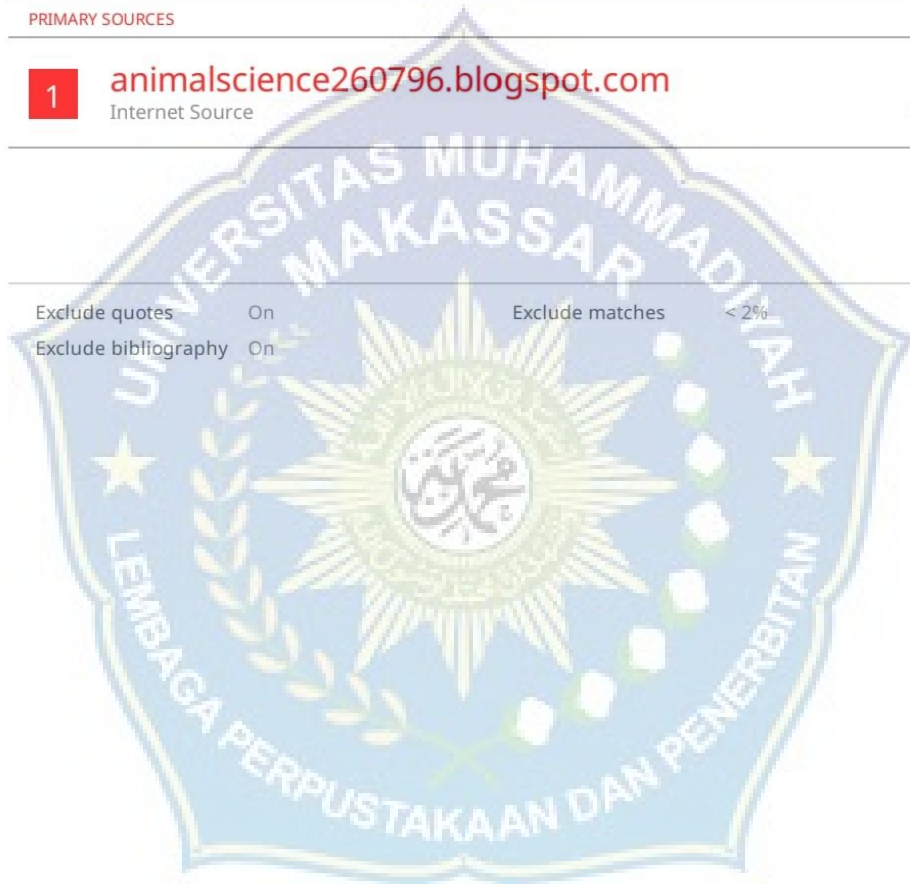 PRIMARY SOURCES
1 animalscience260796.blogspot.com
Internet Source
UNIVERSITAS MUHAMMADIYAH
MAKASSAR
Exclude quotes On Exclude matches < 2%
Exclude bibliography On
LEMBAGA PERPUSTAKAAN DAN PENERBITAN